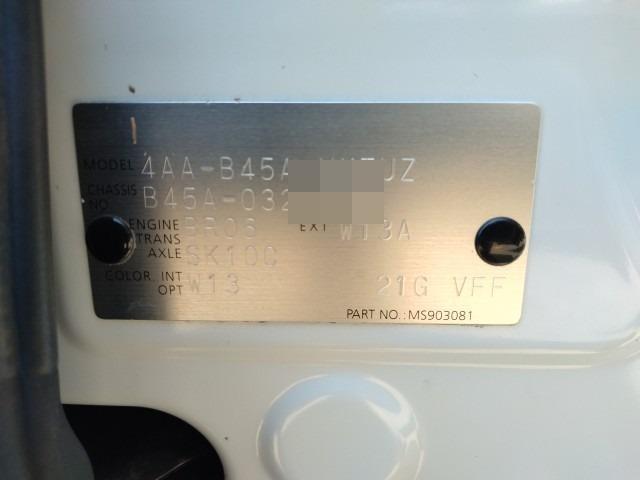 MODEL 4AA-B45A UZ
CHASSIS NO. B45A-032
ENGINE BR06 EXT W13A
TRANS AXLE SK10C
COLOR. INT OPT W13 21G VFF
PART NO.:MS903081